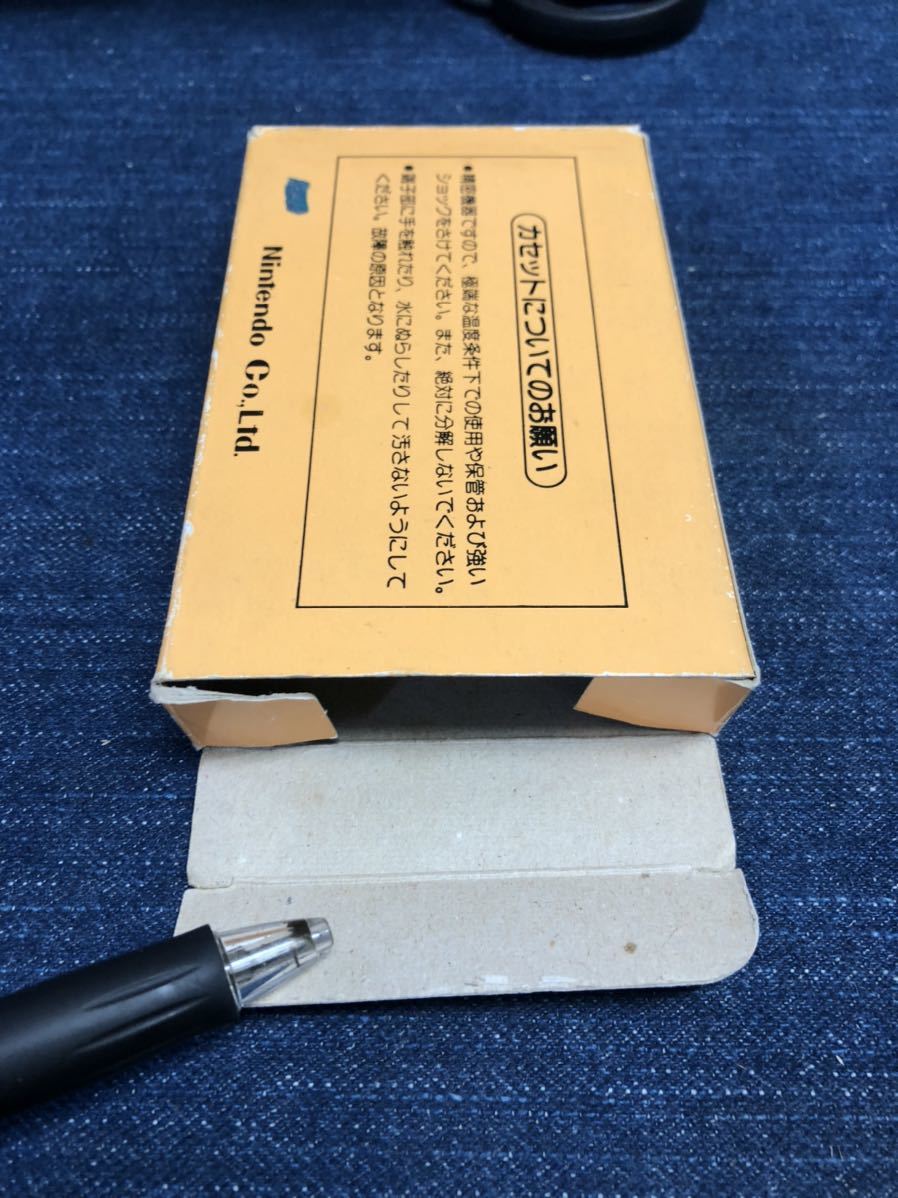 カセットについてのお願い
●精密機器ですので、極端な温度条件下での使用や保管および強い
ショックをさけてください。また、絶対に分解しないでください。
●端子部に手を触れたり、水にぬらしたりして汚さないようにして
ください。故障の原因となります。
Nintendo Co.,Ltd.